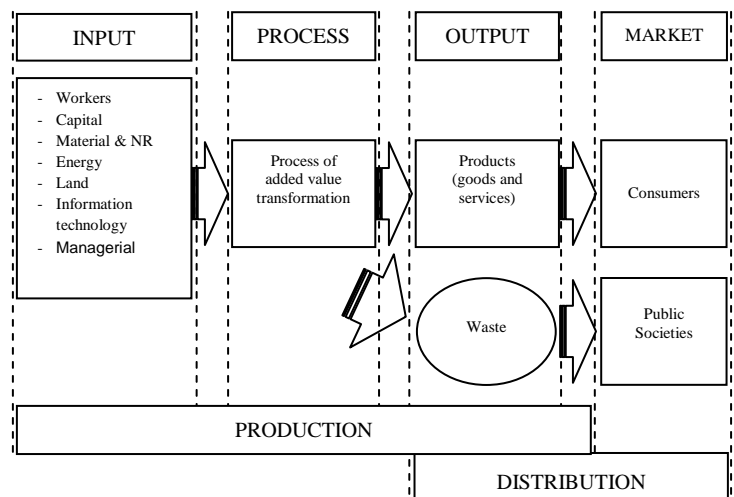 INPUT
PROCESS
OUTPUT
MARKET
- Workers
- Capital
- Material & NR
- Energy
- Land
- Information
technology
- Managerial
Process of
added value
transformation
Products
(goods and
services)
Consumers
Waste
Public
Societies
PRODUCTION
DISTRIBUTION